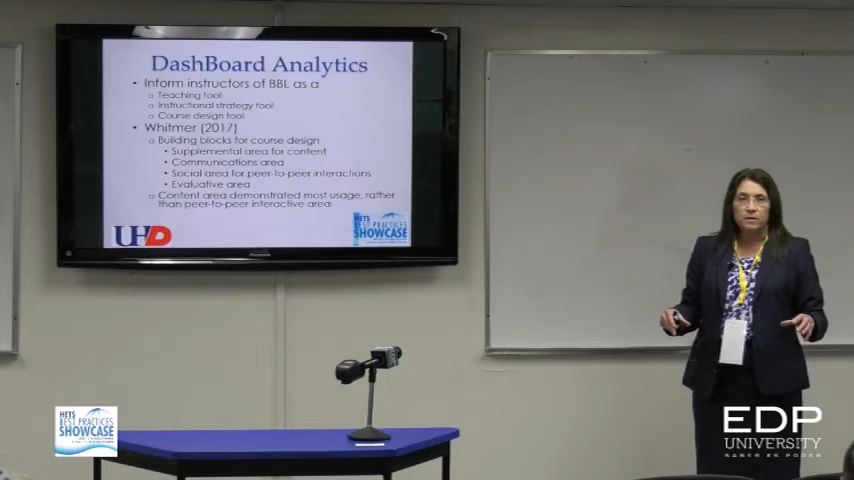 DashBoard Analytics
• Inform instructors of BBL as a
o Teaching tool
o Instructional strategy tool
o Course design tool
• Whitmer (2017)
o Building blocks for course design
• Supplemental area for content
• Communications area
• Social area for peer-to-peer interactions
• Evaluative area
o Content area demonstrated most usage, rather
than peer-to-peer interactive area
UHD
HETS
BEST PRACTICES
SHOWCASE
HETS
BEST PRACTICES
SHOWCASE
EDP
UNIVERSITY
SABER ES PODER